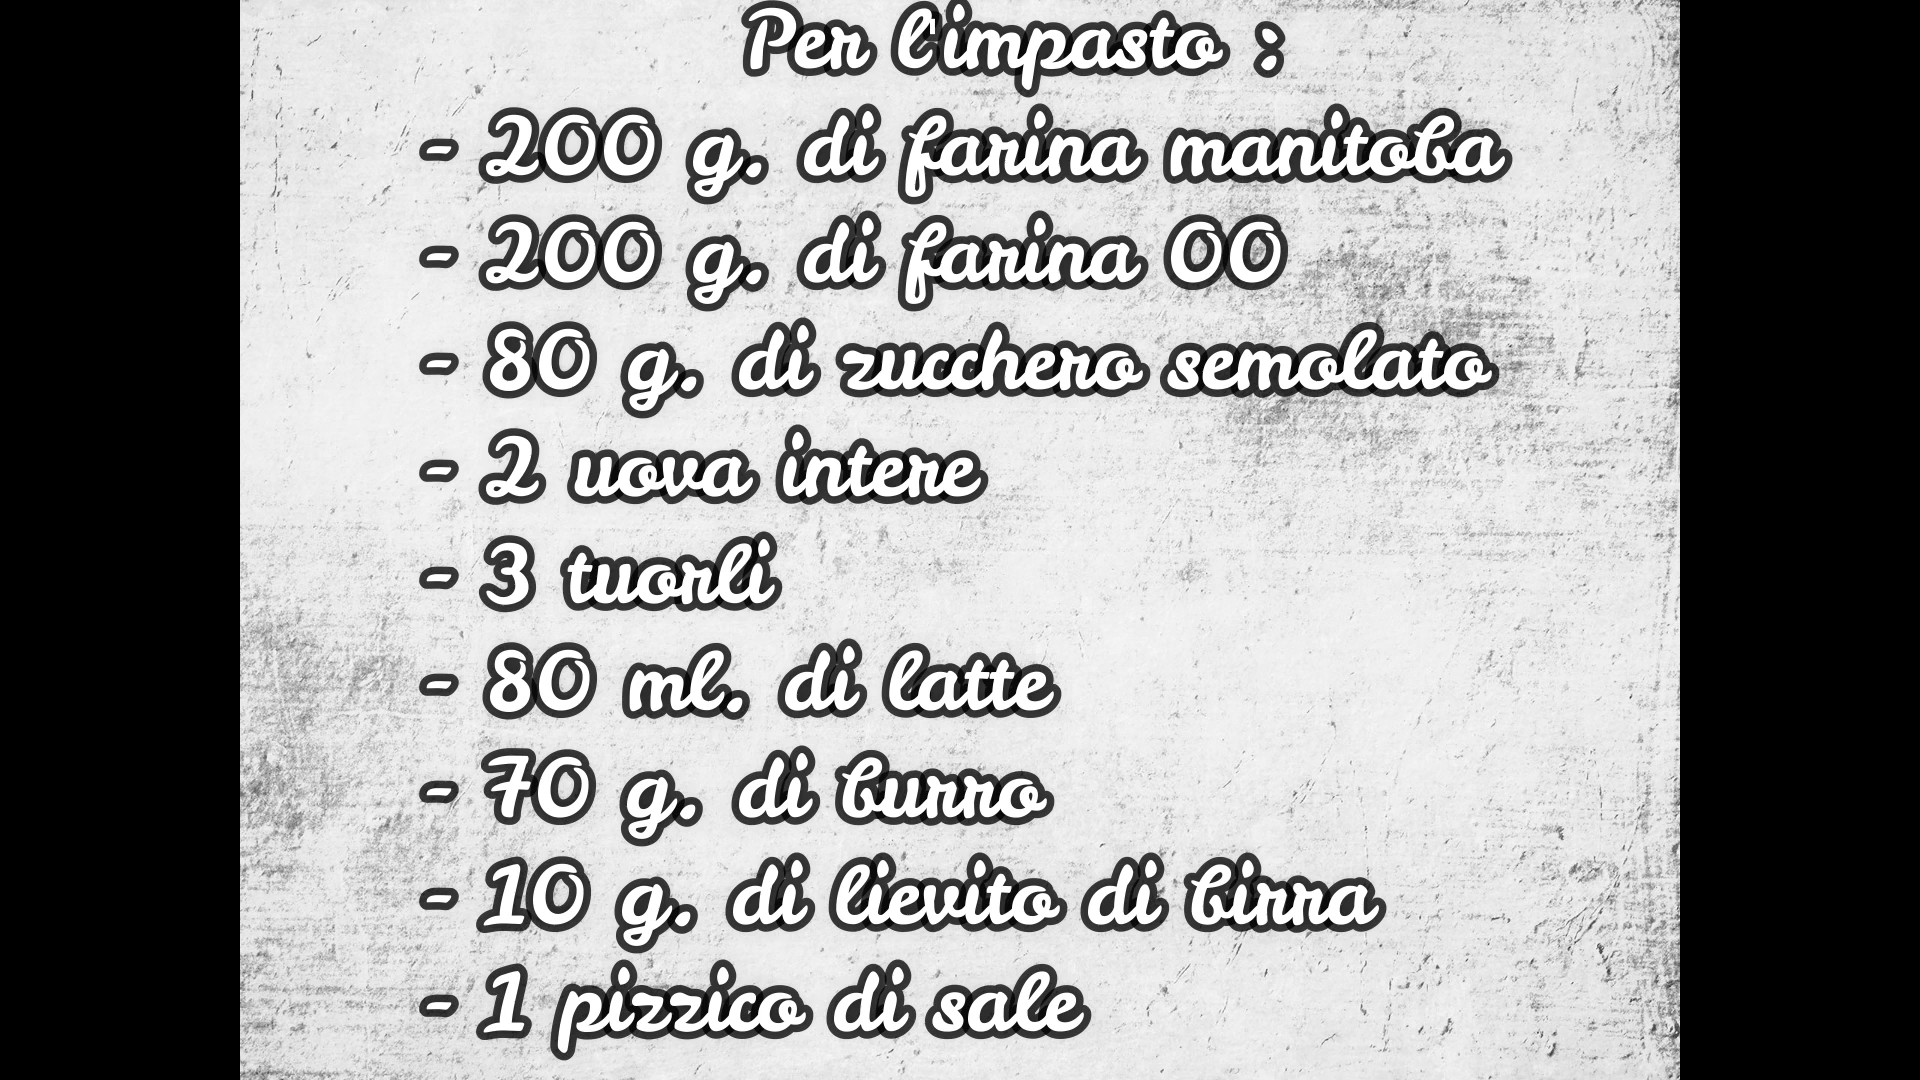 Per l'impasto :
- 200 g. di farina manitoba
- 200 g. di farina 00
- 80 g. di zucchero semolato
- 2 uova intere
- 3 tuorli
- 80 ml. di latte
- 70 g. di burro
- 10 g. di lievito di birra
- 1 pizzico di sale